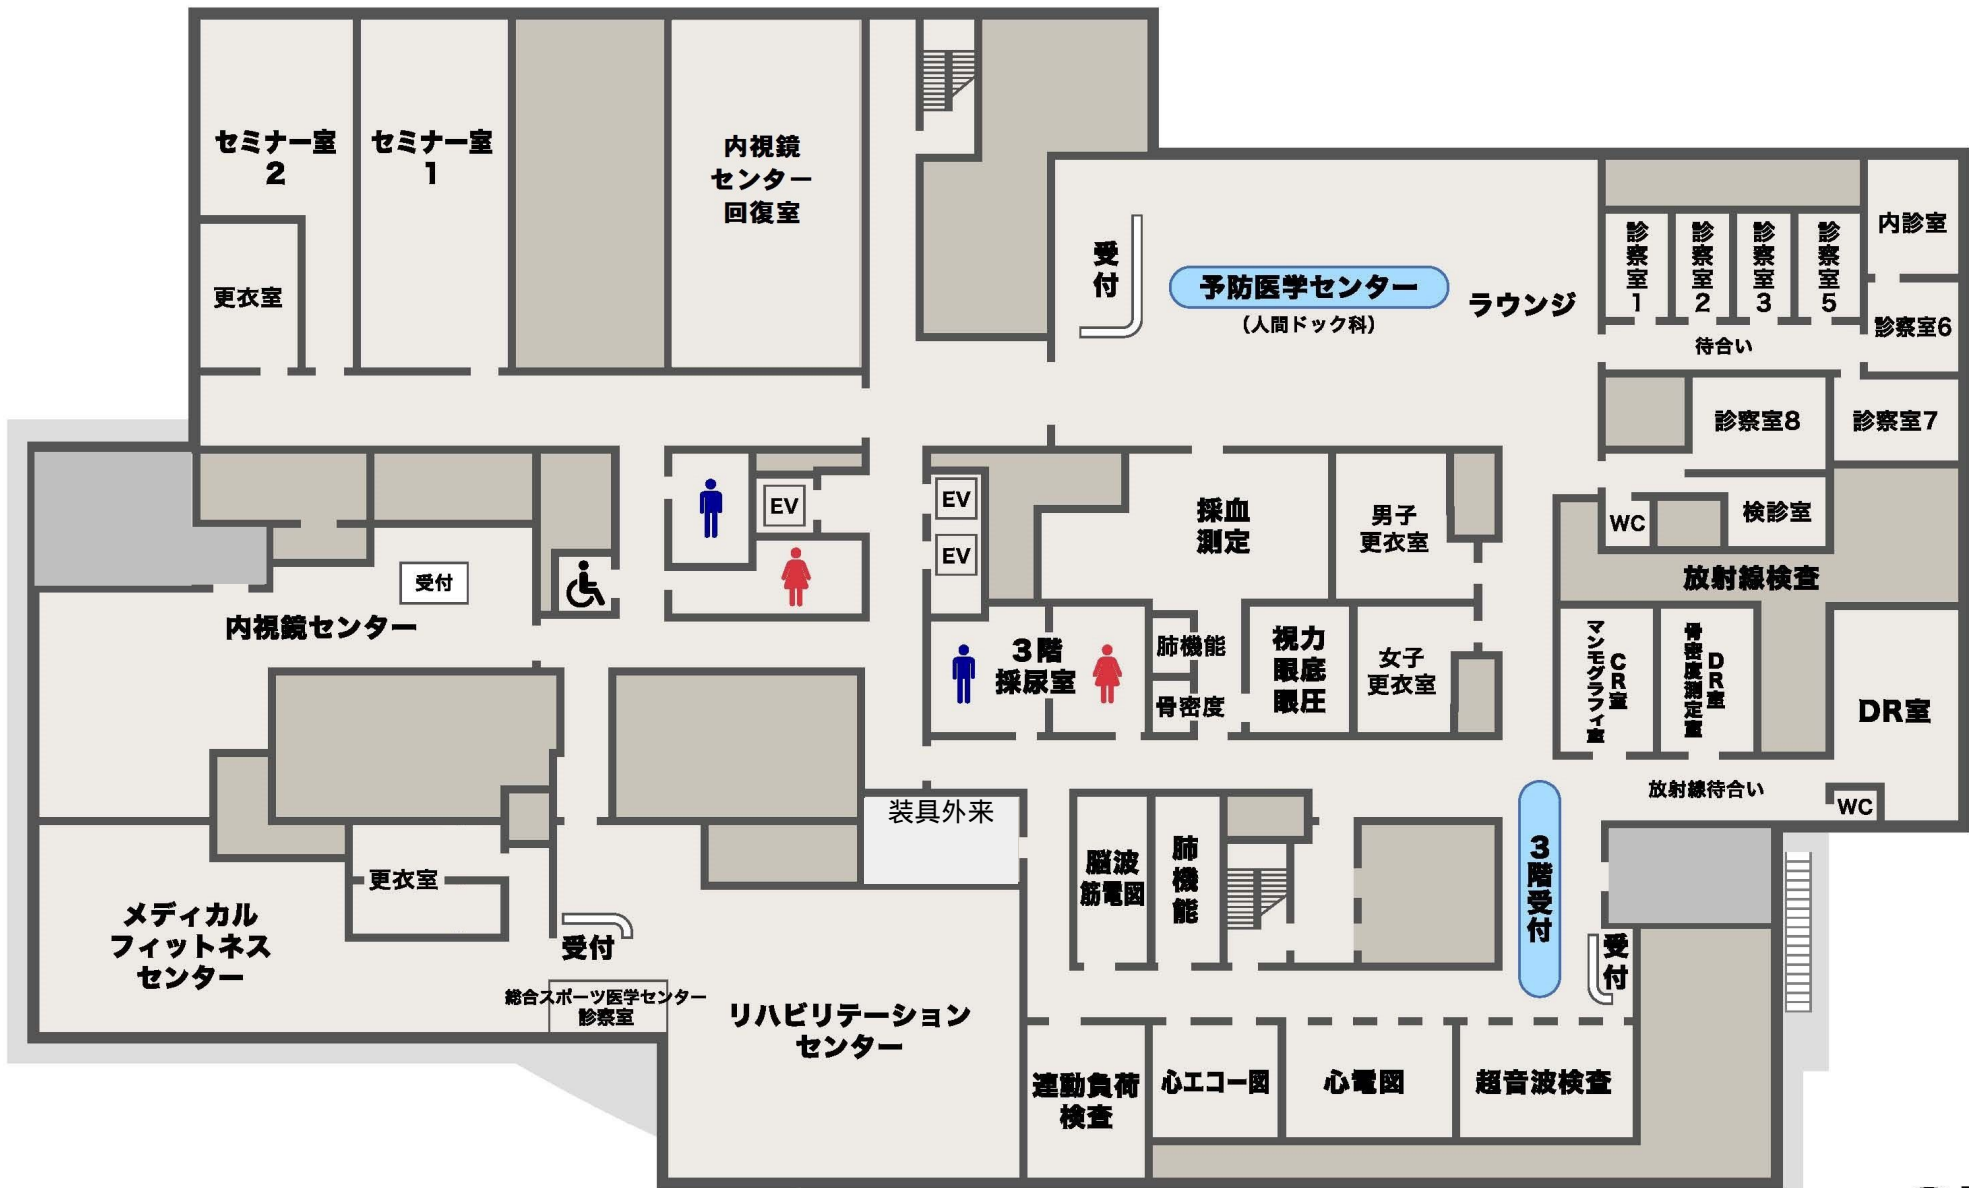 セミナー室
2
セミナー室
1
内視鏡
センター
回復室
更衣室
受付
予防医学センター
(人間ドック科)
ラウンジ
診察室1
診察室2
診察室3
診察室5
内診室
診察室6
待合い
診察室8
診察室7
EV
EV
EV
採血
測定
男子
更衣室
WC
検診室
放射線検査
受付
内視鏡センター
3階
採尿室
肺機能
骨密度
視力
眼底
眼圧
女子
更衣室
マンモグラフィ室
CR室
骨密度測定室
DR室
DR室
放射線待合い
WC
装具外来
脳波
筋電図
肺機能
3階受付
受付
更衣室
メディカル
フィットネス
センター
受付
総合スポーツ医学センター
診察室
リハビリテーション
センター
連動負荷
検査
心エコー図
心電図
超音波検査